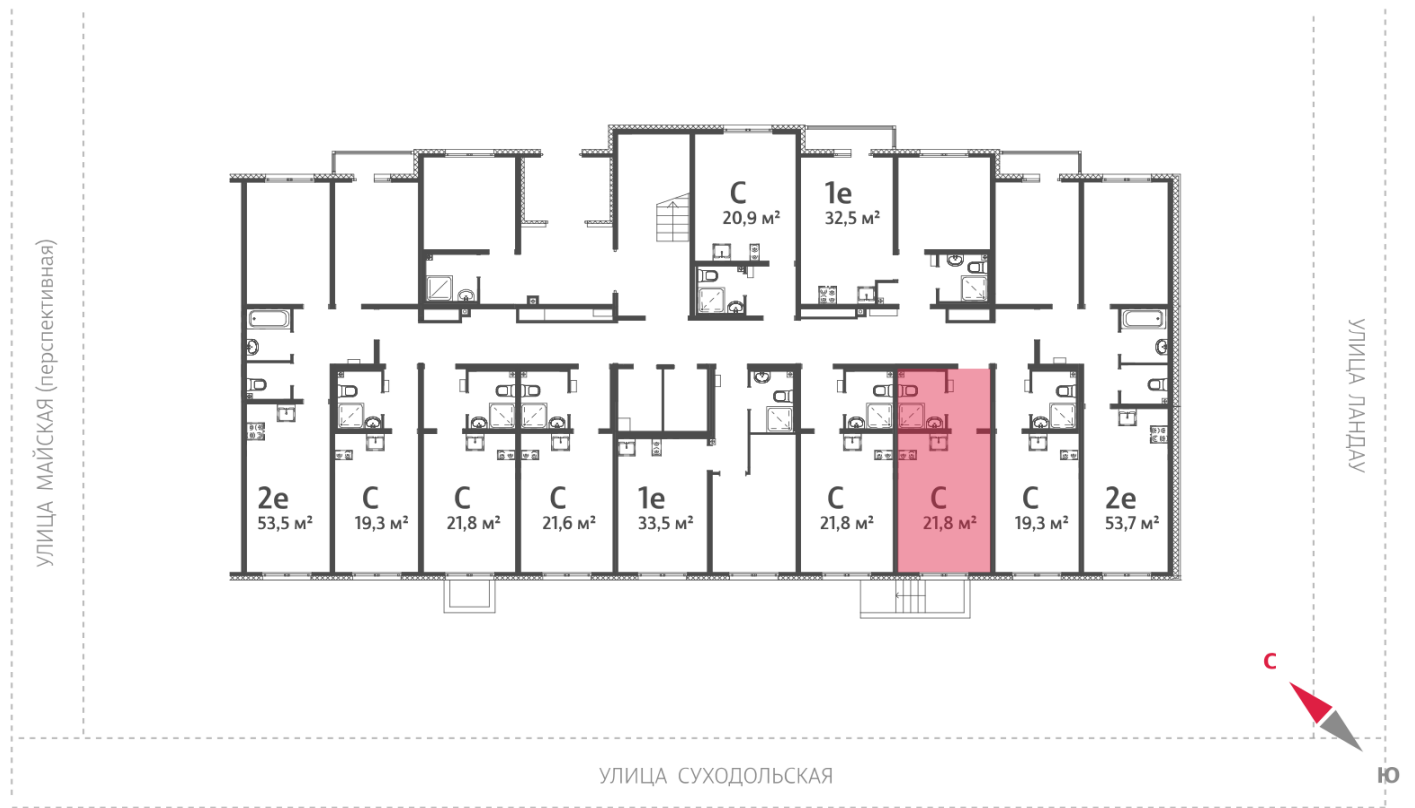 С
20,9 м²
1е
32,5 м²
2е
53,5 м²
С
19,3 м²
С
21,8 м²
С
21,6 м²
1е
33,5 м²
С
21,8 м²
С
21,8 м²
С
19,3 м²
2е
53,7 м²
УЛИЦА МАЙСКАЯ (перспективная)
УЛИЦА ЛАНДАУ
С
Ю
УЛИЦА СУХОДОЛЬСКАЯ